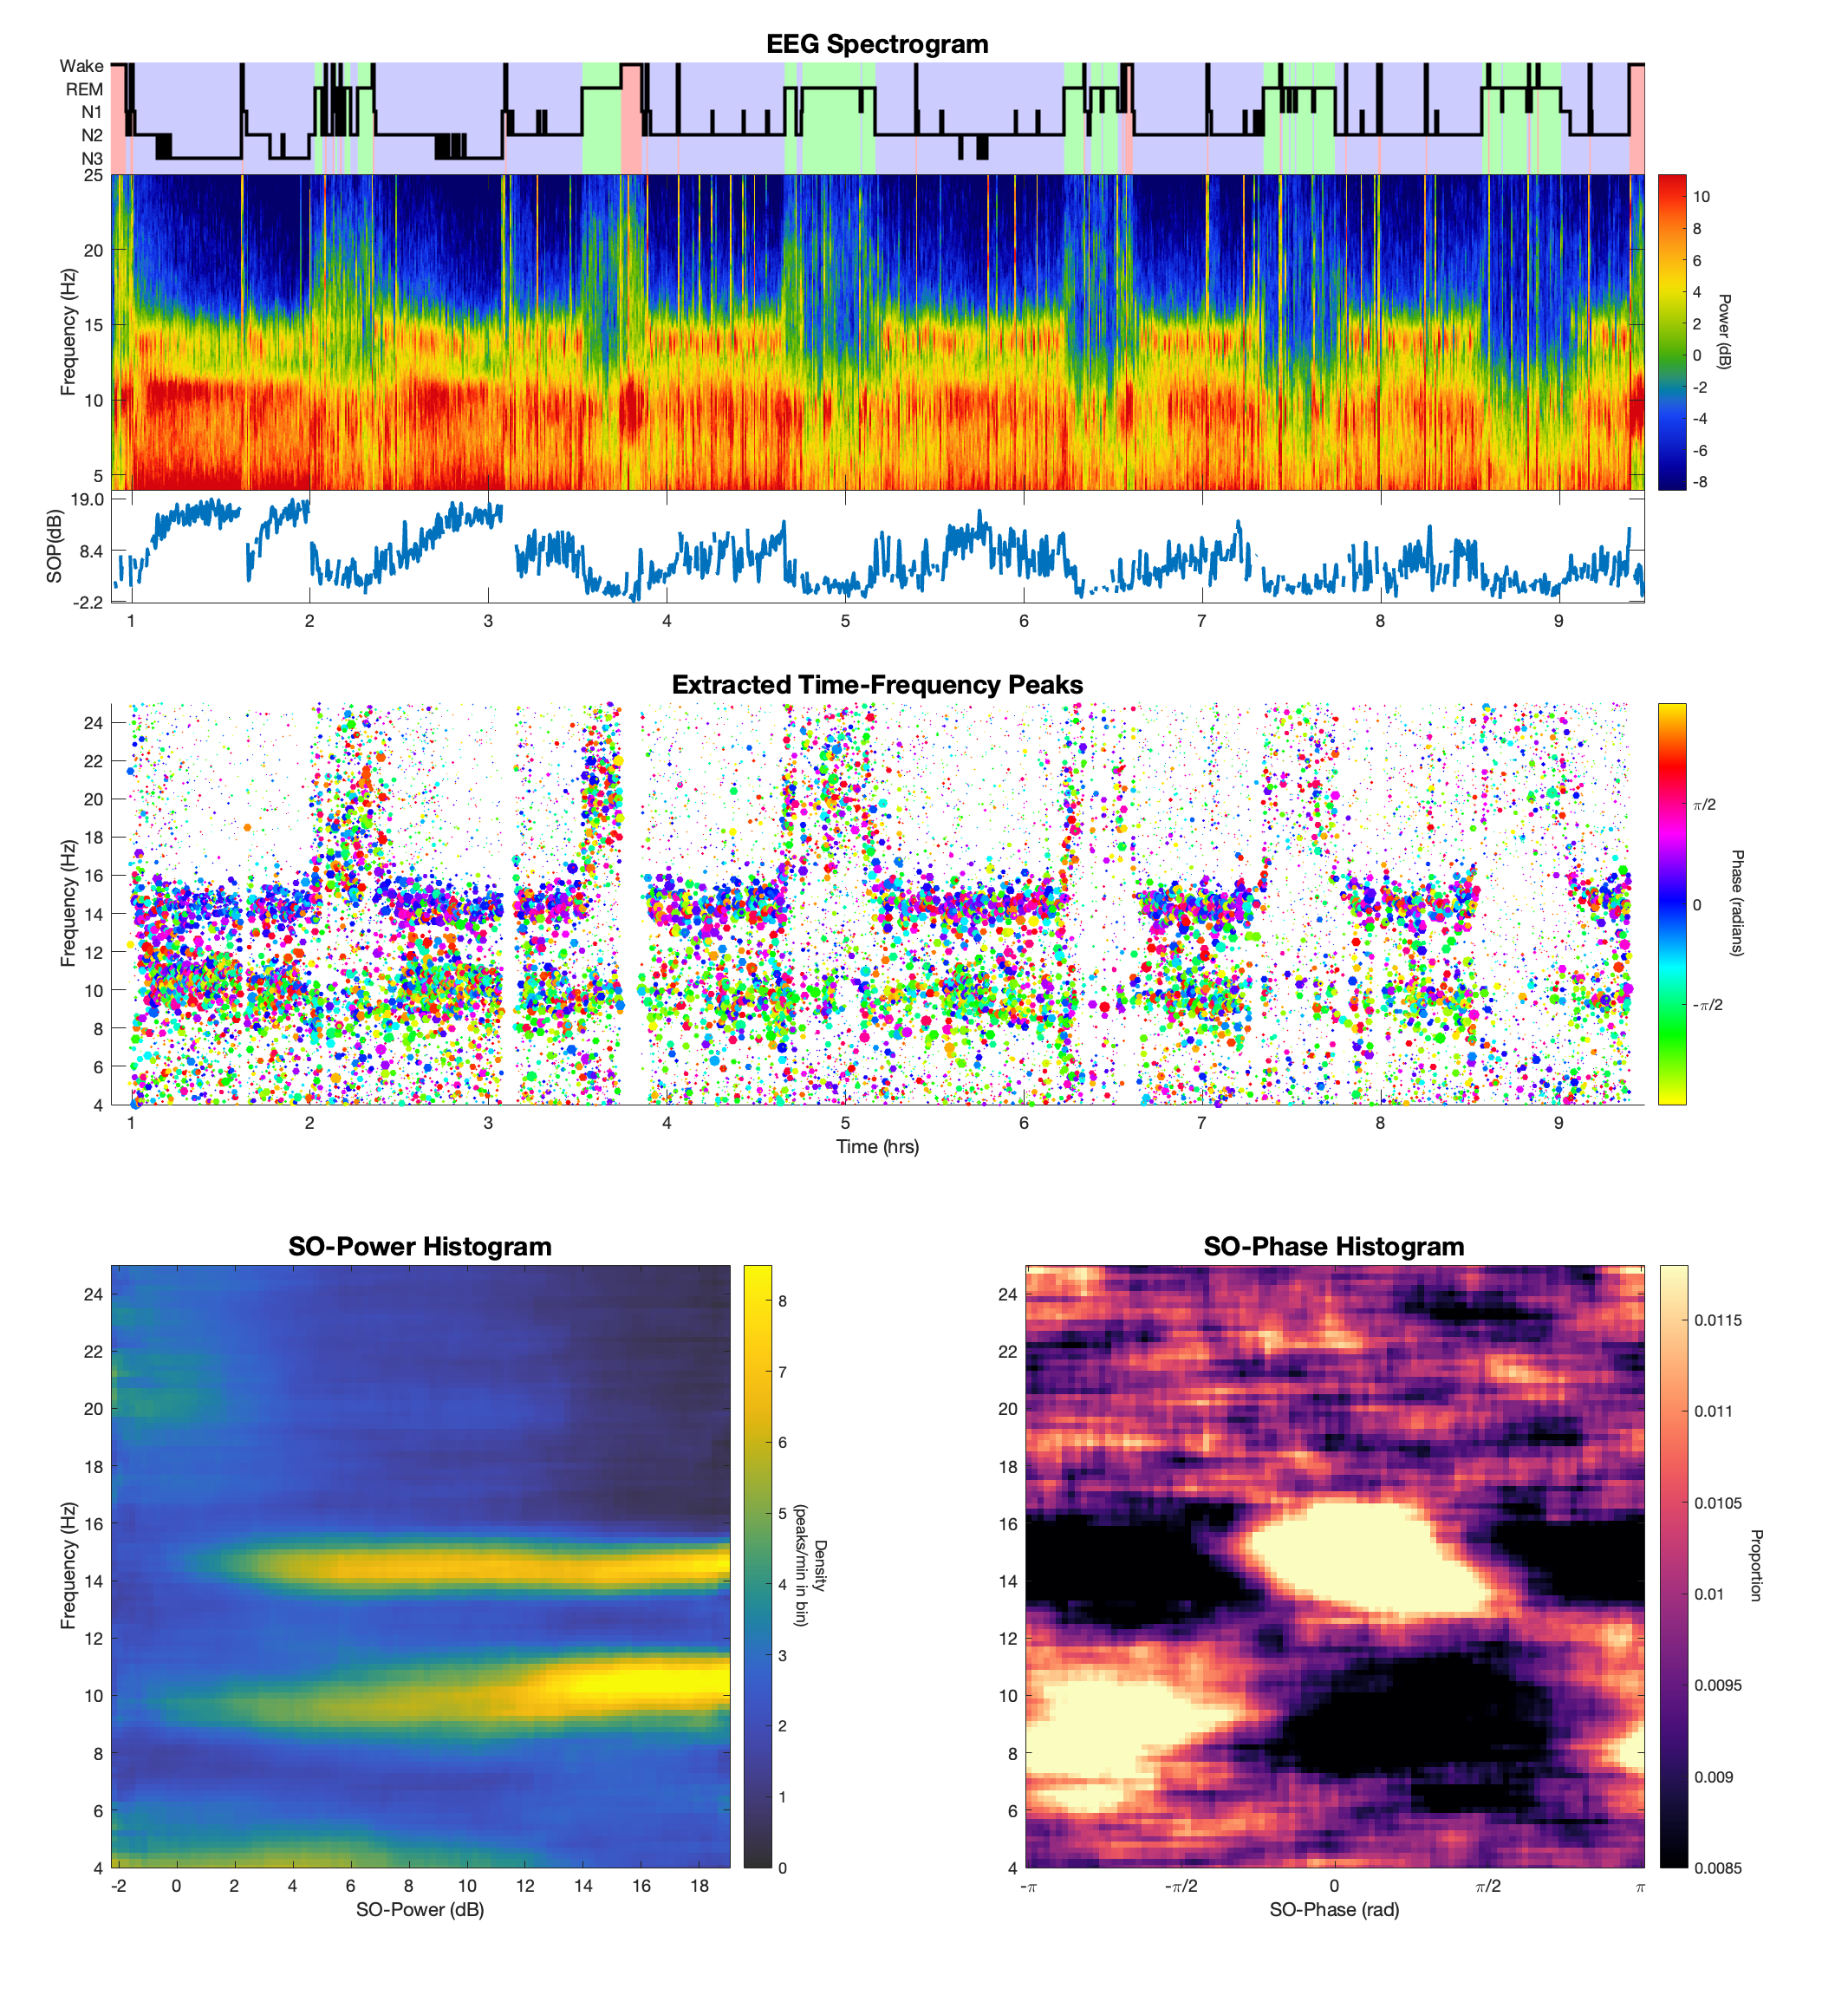 EEG Spectrogram
Wake
REM
N1
N2
N3
25
20
15
10
5
Frequency (Hz)
10
8
6
4
2
0
-2
-4
-6
-8
Power (dB)
19.0
8.4
-2.2
SOP(dB)
1 2 3 4 5 6 7 8 9
Extracted Time-Frequency Peaks
24
22
20
18
16
14
12
10
8
6
4
Frequency (Hz)
π/2
0
-π/2
Phase (radians)
1 2 3 4 5 6 7 8 9
Time (hrs)
SO-Power Histogram
24
22
20
18
16
14
12
10
8
6
4
Frequency (Hz)
-2 0 2 4 6 8 10 12 14 16 18
SO-Power (dB)
8
7
6
5
4
3
2
1
0
Density
(peaks/min in bin)
SO-Phase Histogram
24
22
20
18
16
14
12
10
8
6
4
-π -π/2 0 π/2 π
SO-Phase (rad)
0.0115
0.011
0.0105
0.01
0.0095
0.009
0.0085
Proportion